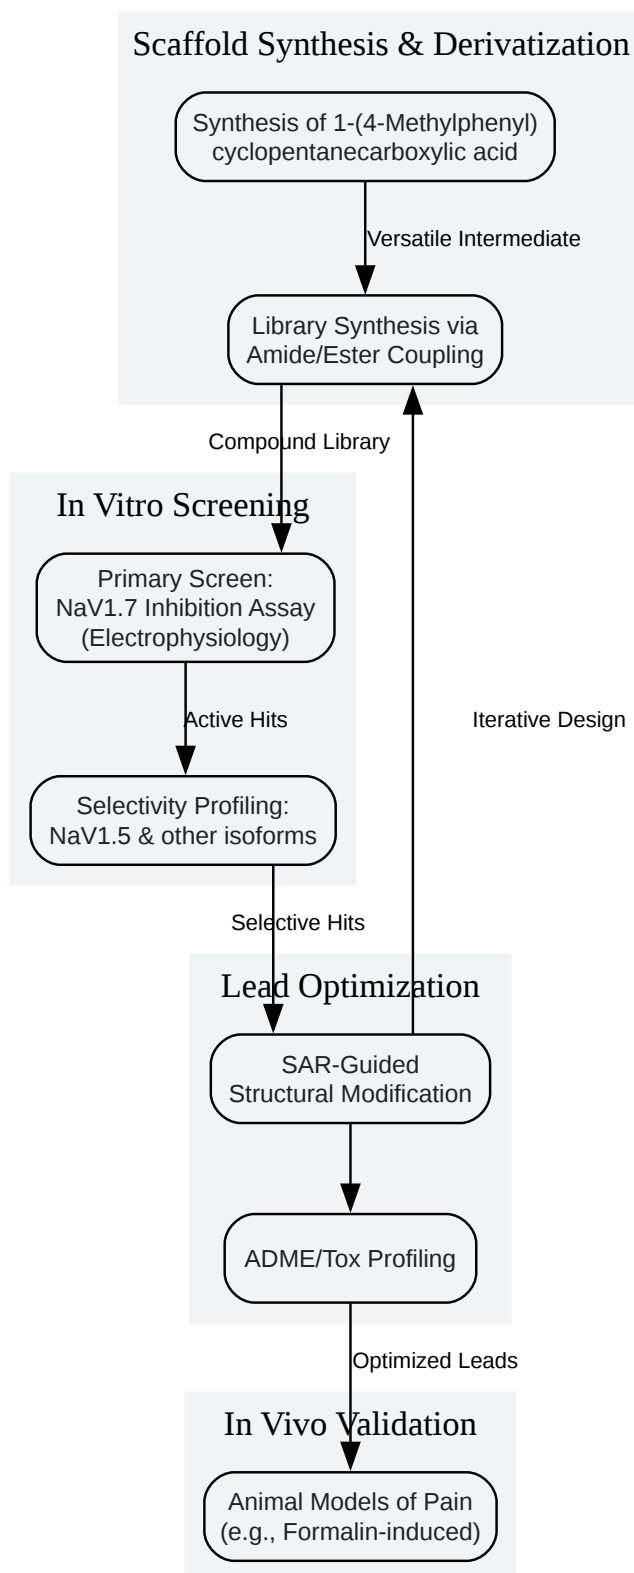 Scaffold Synthesis & Derivatization
Synthesis of 1-(4-Methylphenyl)
cyclopentanecarboxylic acid
Versatile Intermediate
Library Synthesis via
Amide/Ester Coupling
Compound Library
In Vitro Screening
Primary Screen:
NaV1.7 Inhibition Assay
(Electrophysiology)
Active Hits
Iterative Design
Selectivity Profiling:
NaV1.5 & other isoforms
Selective Hits
Lead Optimization
SAR-Guided
Structural Modification
ADME/Tox Profiling
Optimized Leads
In Vivo Validation
Animal Models of Pain
(e.g., Formalin-induced)